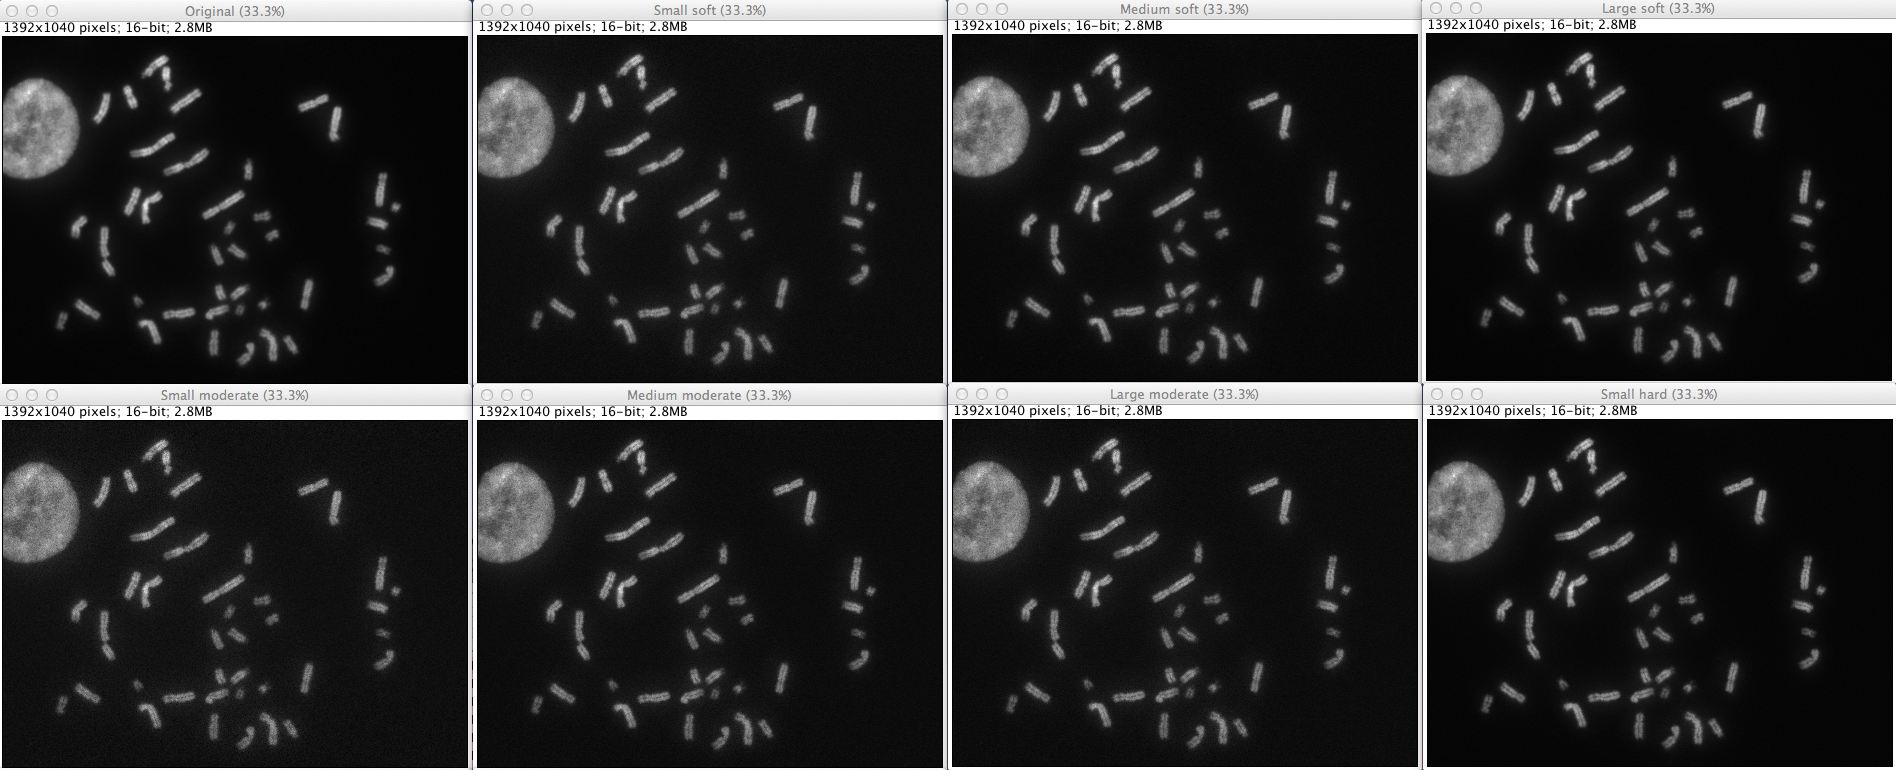 Original (33.3%)
1392x1040 pixels; 16-bit; 2.8MB
Small soft (33.3%)
1392x1040 pixels; 16-bit; 2.8MB
Medium soft (33.3%)
1392x1040 pixels; 16-bit; 2.8MB
Large soft (33.3%)
1392x1040 pixels; 16-bit; 2.8MB
Small moderate (33.3%)
1392x1040 pixels; 16-bit; 2.8MB
Medium moderate (33.3%)
1392x1040 pixels; 16-bit; 2.8MB
Large moderate (33.3%)
1392x1040 pixels; 16-bit; 2.8MB
Small hard (33.3%)
1392x1040 pixels; 16-bit; 2.8MB